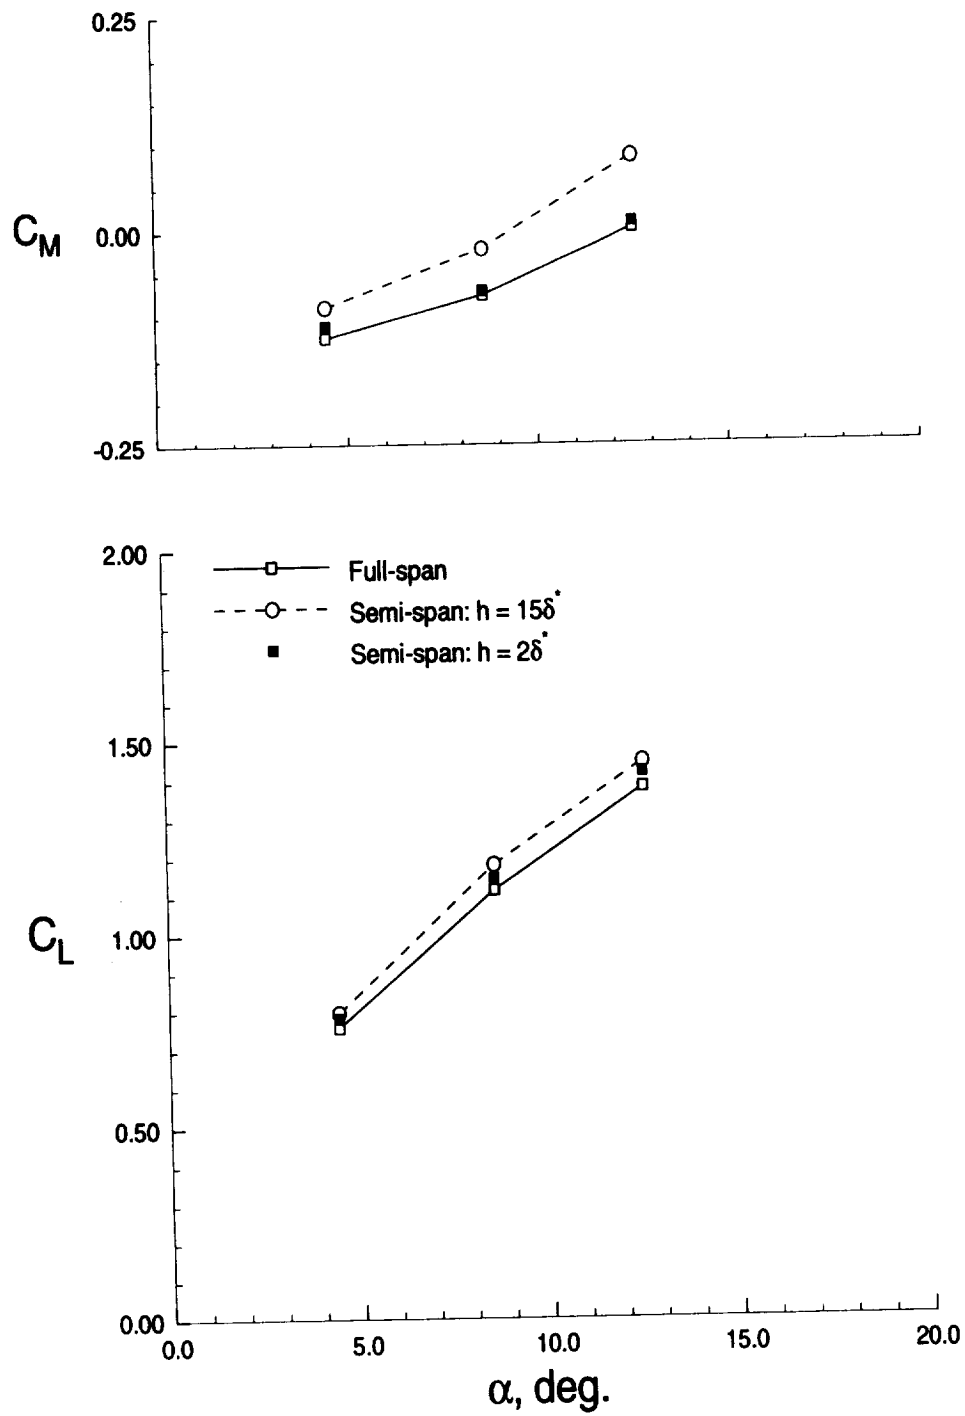 0.25
C_M
0.00
-0.25
2.00
Full-span
Semi-span: h = 15δ*
Semi-span: h = 2δ*
1.50
C_L
1.00
0.50
0.00
0.0 5.0 10.0 15.0 20.0
α, deg.